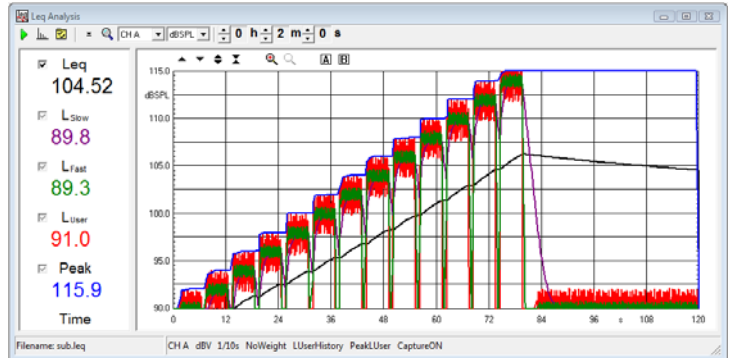 Leq Analysis
CH A dBSPL 0 h 2 m 0 s
Leq
104.52
LSlow
89.8
LFast
89.3
LUser
91.0
Peak
115.9
Time
A B
115.0
dBSPL
110.0
105.0
100.0
95.0
90.0
0 12 24 36 48 60 72 84 96 s 108 120
Filename: sub.leq
CH A dBV 1/10s NoWeight LUserHistory PeakLUser CaptureON